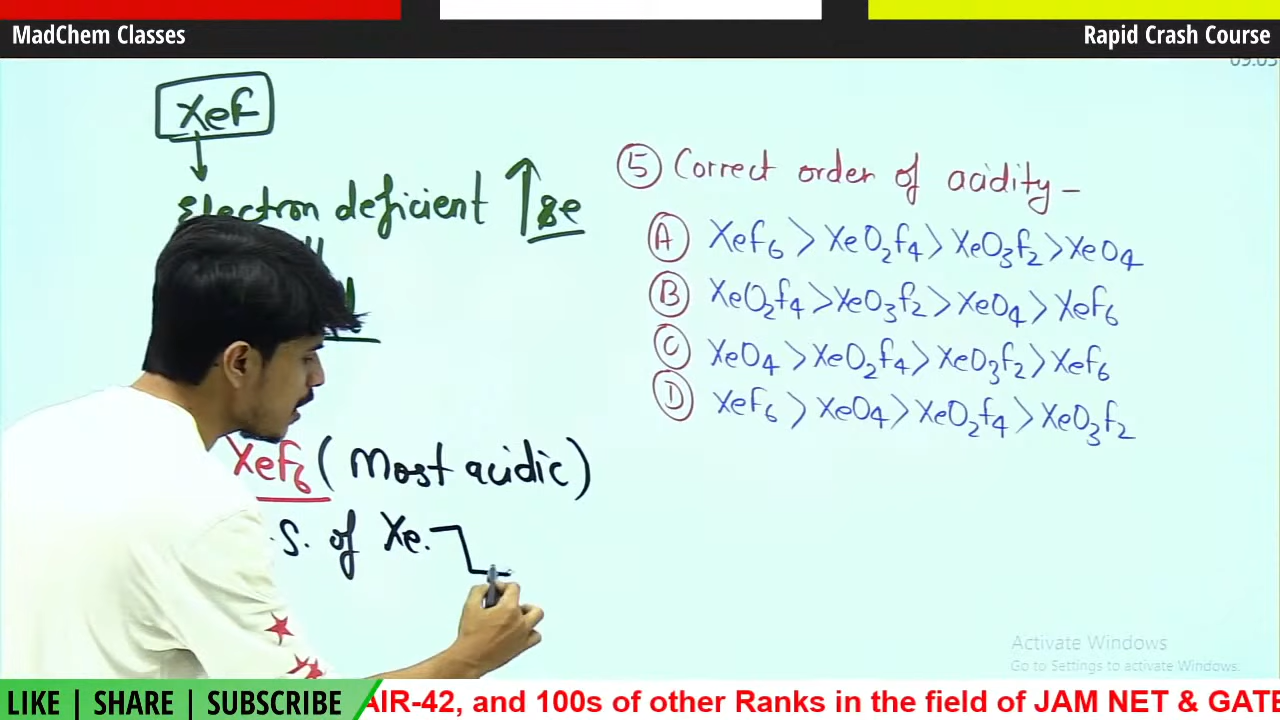 MadChem Classes
Rapid Crash Course
09:03
Xef
Electron deficient ↑ 8e
⑤ Correct order of acidity -
Ⓐ Xef₆ > XeO₂f₄ > XeO₃f₂ > XeO₄
Ⓑ XeO₂f₄ > XeO₃f₂ > XeO₄ > Xef₆
Ⓒ XeO₄ > XeO₂f₄ > XeO₃f₂ > Xef₆
Ⓓ Xef₆ > XeO₄ > XeO₂f₄ > XeO₃f₂
Xef₆ (Most acidic)
.S. of Xe.
Activate Windows
Go to Settings to activate Windows.
LIKE | SHARE | SUBSCRIBE
AIR-42, and 100s of other Ranks in the field of JAM NET & GATE